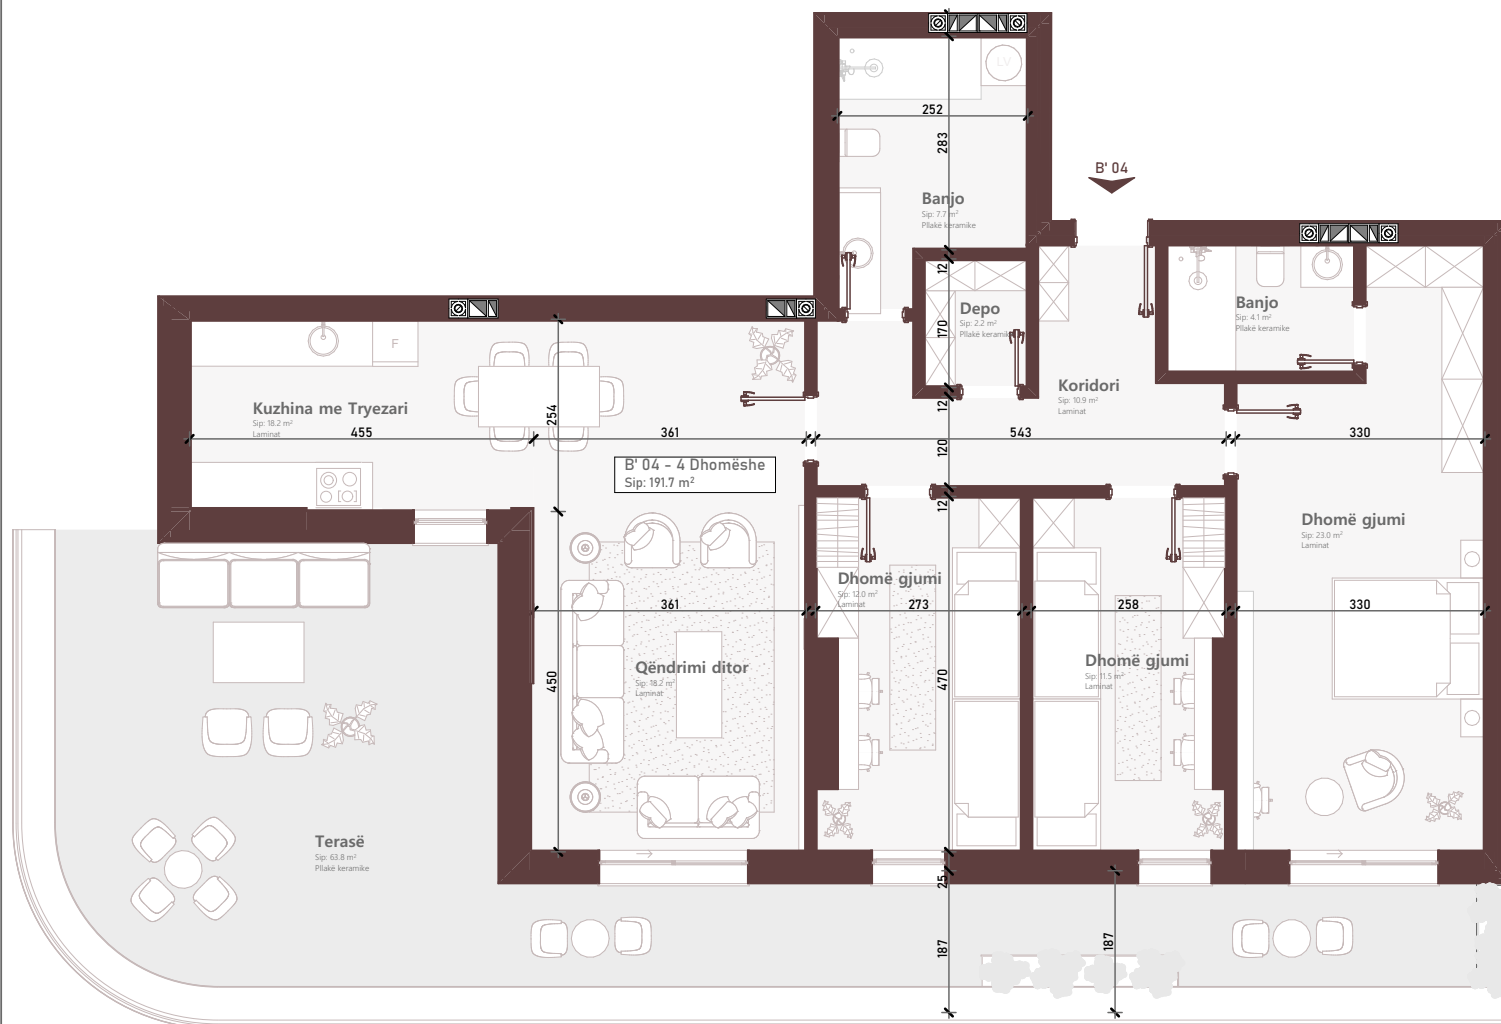 LV
252
283
B' 04
Banjo
Sip: 7.7 m²
Pllakë keramike
12
Depo
Sip: 2.2 m²
Pllakë keramike
170
Banjo
Sip: 4.1 m²
Pllakë keramike
F
Koridori
Sip: 10.9 m²
Laminat
12
Kuzhina me Tryezari
Sip: 18.2 m²
Laminat
254
455
361
543
330
120
B' 04 - 4 Dhomëshe
Sip: 191.7 m²
12
Dhomë gjumi
Sip: 23.0 m²
Laminat
Dhomë gjumi
Sip: 12.0 m²
Laminat
361
273
258
330
Qëndrimi ditor
Sip: 18.2 m²
Laminat
450
470
Dhomë gjumi
Sip: 11.5 m²
Laminat
Terasë
Sip: 63.8 m²
Pllakë keramike
25
187
187